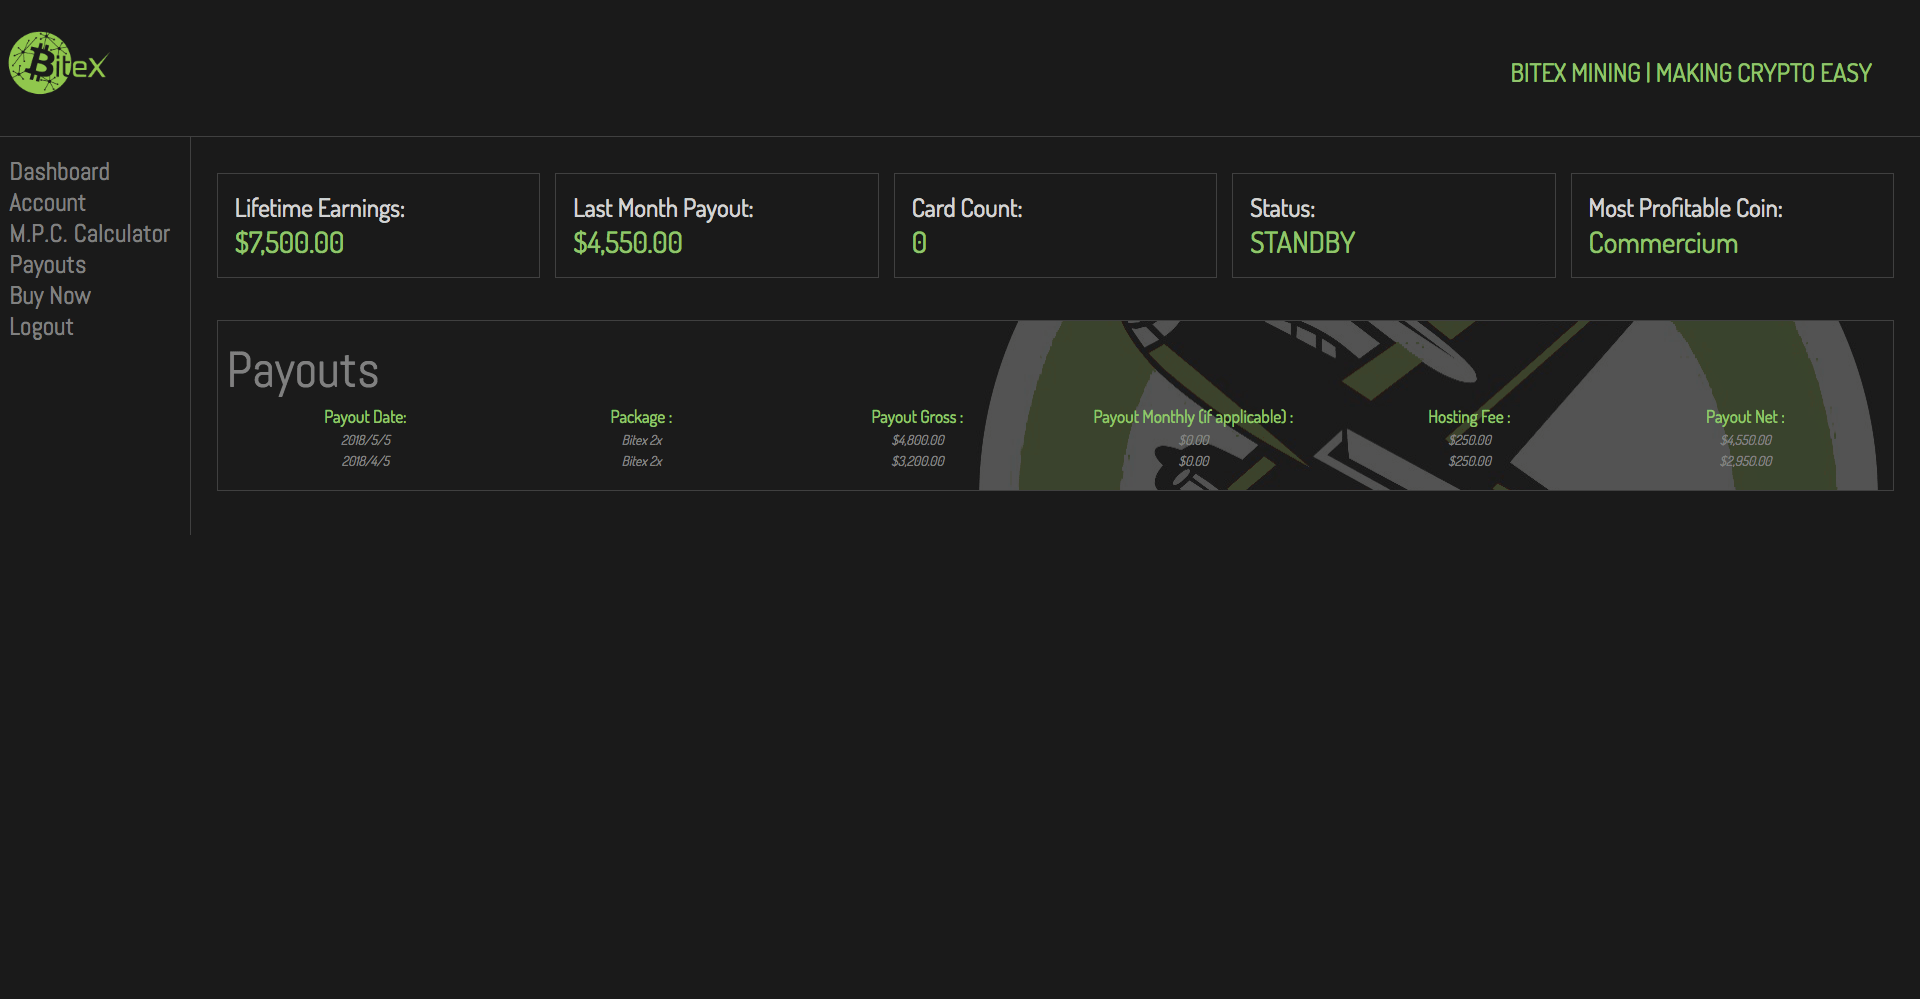 Bitex
BITEX MINING | MAKING CRYPTO EASY
Dashboard
Account
M.P.C. Calculator
Payouts
Buy Now
Logout
Lifetime Earnings:
$7,500.00
Last Month Payout:
$4,550.00
Card Count:
0
Status:
STANDBY
Most Profitable Coin:
Commercium
Payouts
Payout Date: Package : Payout Gross : Payout Monthly (if applicable) : Hosting Fee : Payout Net :
2018/5/5 Bitex 2x $4,800.00 $0.00 $250.00 $4,550.00
2018/4/5 Bitex 2x $3,200.00 $0.00 $250.00 $2,950.00